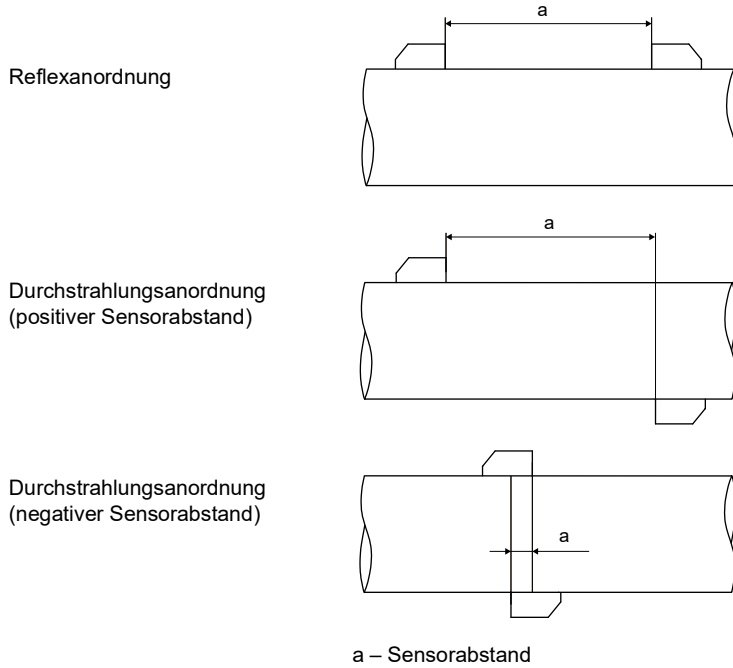 a
Reflexanordnung
a
Durchstrahlungsanordnung
(positiver Sensorabstand)
Durchstrahlungsanordnung
(negativer Sensorabstand)
a
a – Sensorabstand